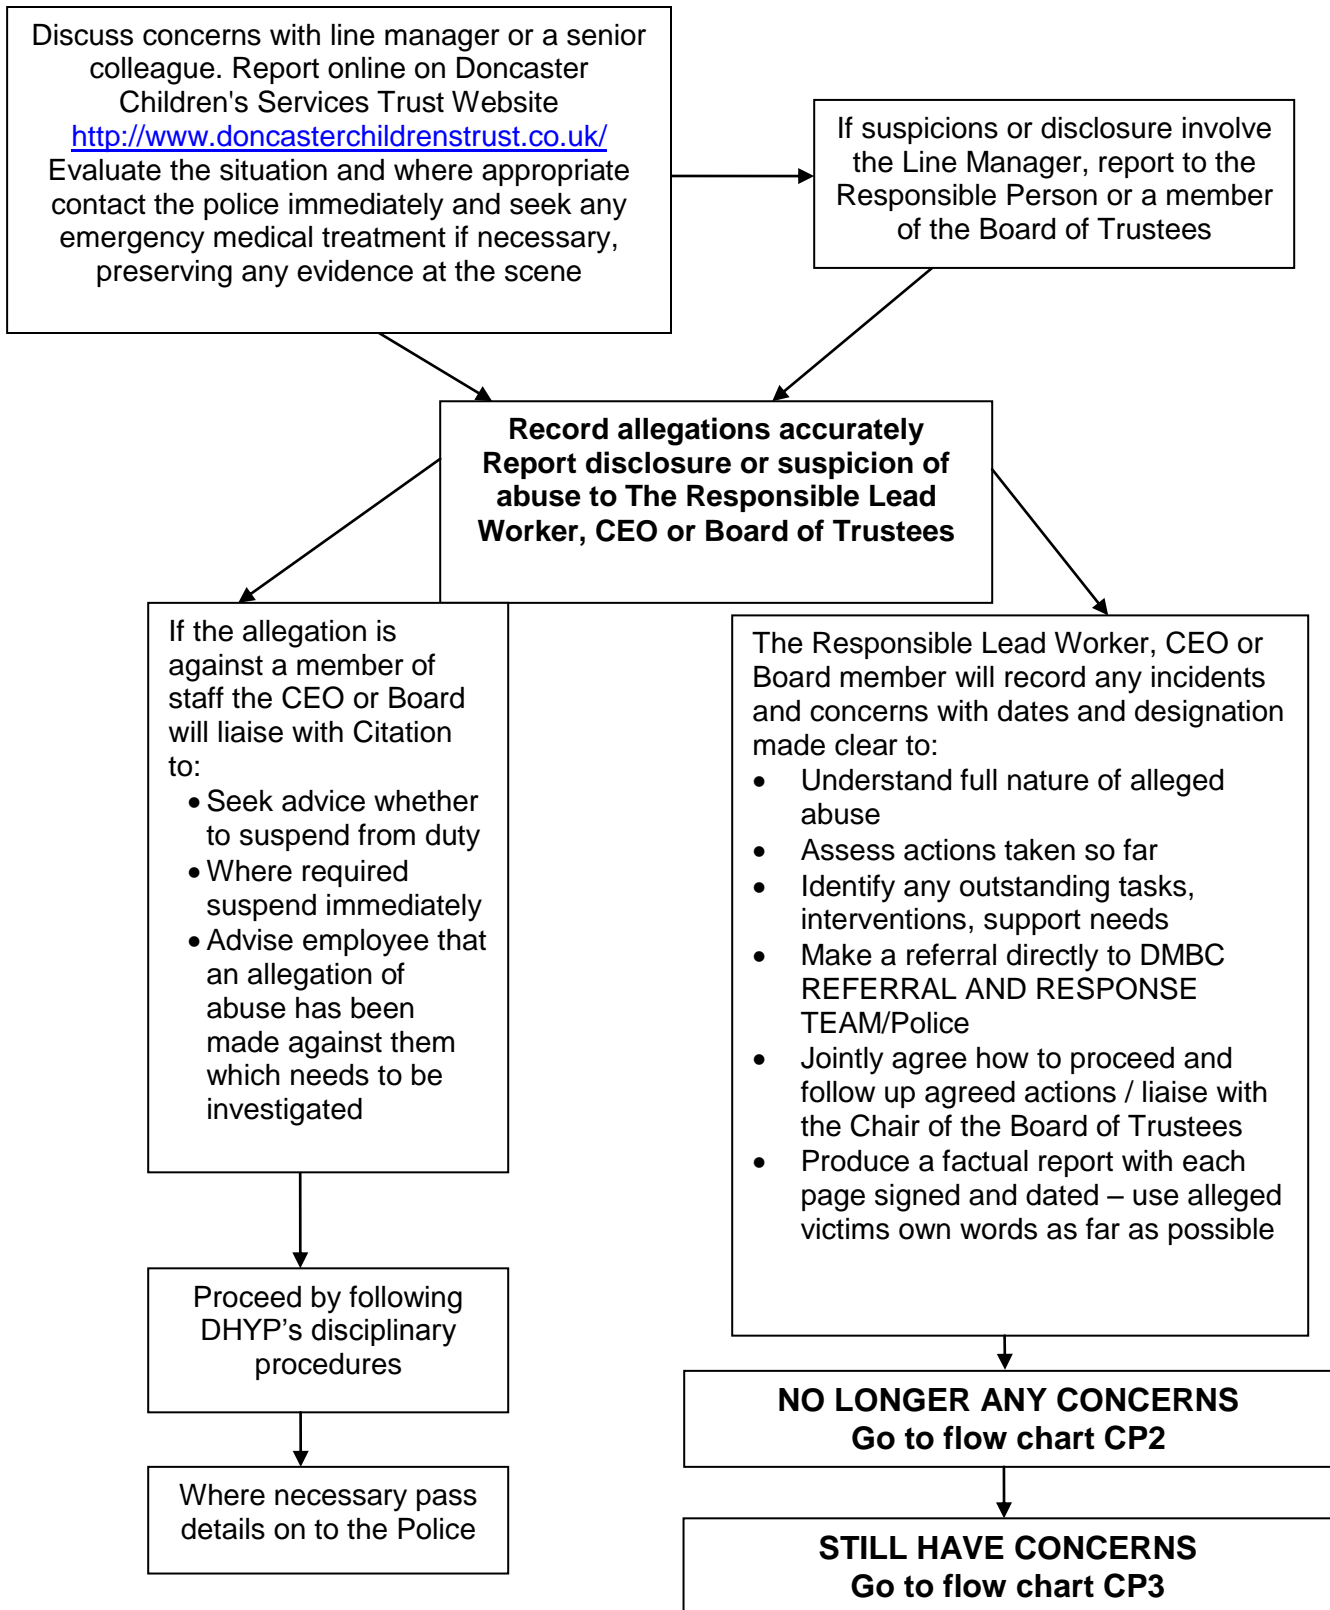 Discuss concerns with line manager or a senior
colleague. Report online on Doncaster
Children's Services Trust Website
http://www.doncasterchildrenstrust.co.uk/
Evaluate the situation and where appropriate
contact the police immediately and seek any
emergency medical treatment if necessary,
preserving any evidence at the scene
If suspicions or disclosure involve
the Line Manager, report to the
Responsible Person or a member
of the Board of Trustees
Record allegations accurately
Report disclosure or suspicion of
abuse to The Responsible Lead
Worker, CEO or Board of Trustees
If the allegation is
against a member of
staff the CEO or Board
will liaise with Citation
to:
• Seek advice whether
to suspend from duty
• Where required
suspend immediately
• Advise employee that
an allegation of
abuse has been
made against them
which needs to be
investigated
Proceed by following
DHYP's disciplinary
procedures
Where necessary pass
details on to the Police
The Responsible Lead Worker, CEO or
Board member will record any incidents
and concerns with dates and designation
made clear to:
• Understand full nature of alleged
abuse
• Assess actions taken so far
• Identify any outstanding tasks,
interventions, support needs
• Make a referral directly to DMBC
REFERRAL AND RESPONSE
TEAM/Police
• Jointly agree how to proceed and
follow up agreed actions / liaise with
the Chair of the Board of Trustees
• Produce a factual report with each
page signed and dated – use alleged
victims own words as far as possible
NO LONGER ANY CONCERNS
Go to flow chart CP2
STILL HAVE CONCERNS
Go to flow chart CP3